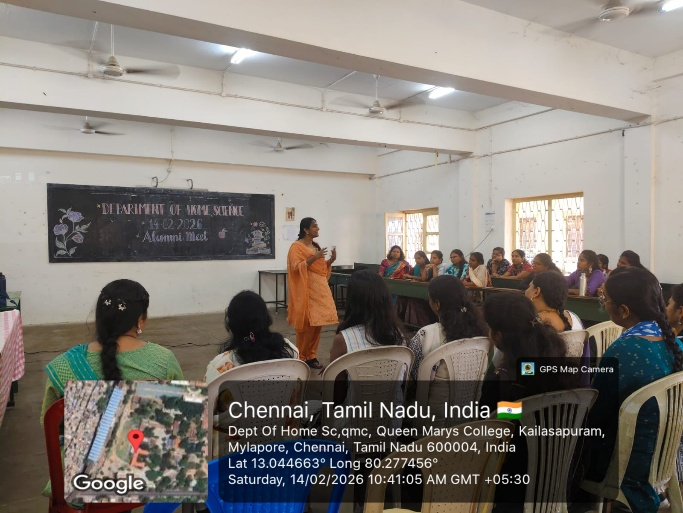 DEPARTMENT OF HOME SCIENCE
14-02-2026
Alumni Meet
GPS Map Camera
Chennai, Tamil Nadu, India
Dept Of Home Sc,qmc, Queen Marys College, Kailasapuram,
Mylapore, Chennai, Tamil Nadu 600004, India
Lat 13.044663° Long 80.277456°
Saturday, 14/02/2026 10:41:05 AM GMT +05:30
Google